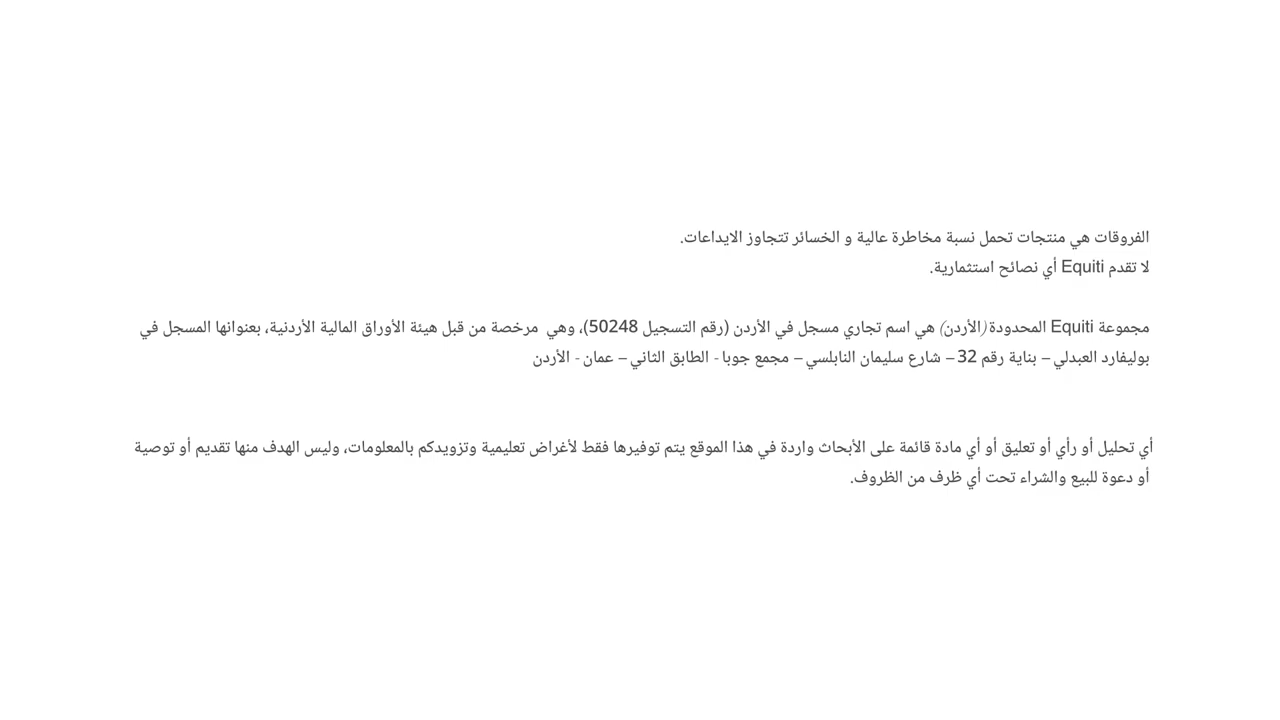 الفروقات هي منتجات تحمل نسبة مخاطرة عالية و الخسائر تتجاوز الايداعات.
لا تقدم Equiti أي نصائح استثمارية.
مجموعة Equiti المحدودة (الأردن) هي اسم تجاري مسجل في الأردن (رقم التسجيل 50248)، وهي مرخصة من قبل هيئة الأوراق المالية الأردنية، بعنوانها المسجل في
بوليفارد العبدلي – بناية رقم 32 – شارع سليمان النابلسي – مجمع جوبا - الطابق الثاني – عمان - الأردن
أي تحليل أو رأي أو تعليق أو أي مادة قائمة على الأبحاث واردة في هذا الموقع يتم توفيرها فقط لأغراض تعليمية وتزويدكم بالمعلومات، وليس الهدف منها تقديم أو توصية
أو دعوة للبيع والشراء تحت أي ظرف من الظروف.